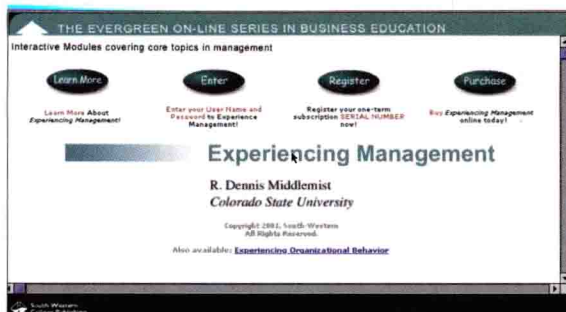 THE EVERGREEN ON-LINE SERIES IN BUSINESS EDUCATION
Interactive Modules covering core topics in management
Learn More
Enter
Register
Purchase
Learn More About
Experiencing Management!
Enter your User Name and
Password to Experience
Management!
Register your one-term
subscription SERIAL NUMBER
now!
Buy Experiencing Management
online today!
Experiencing Management
R. Dennis Middlemist
Colorado State University
Copyright 2001, South-Western
All Rights Reserved.
Also available: Experiencing Organizational Behavior
South Western